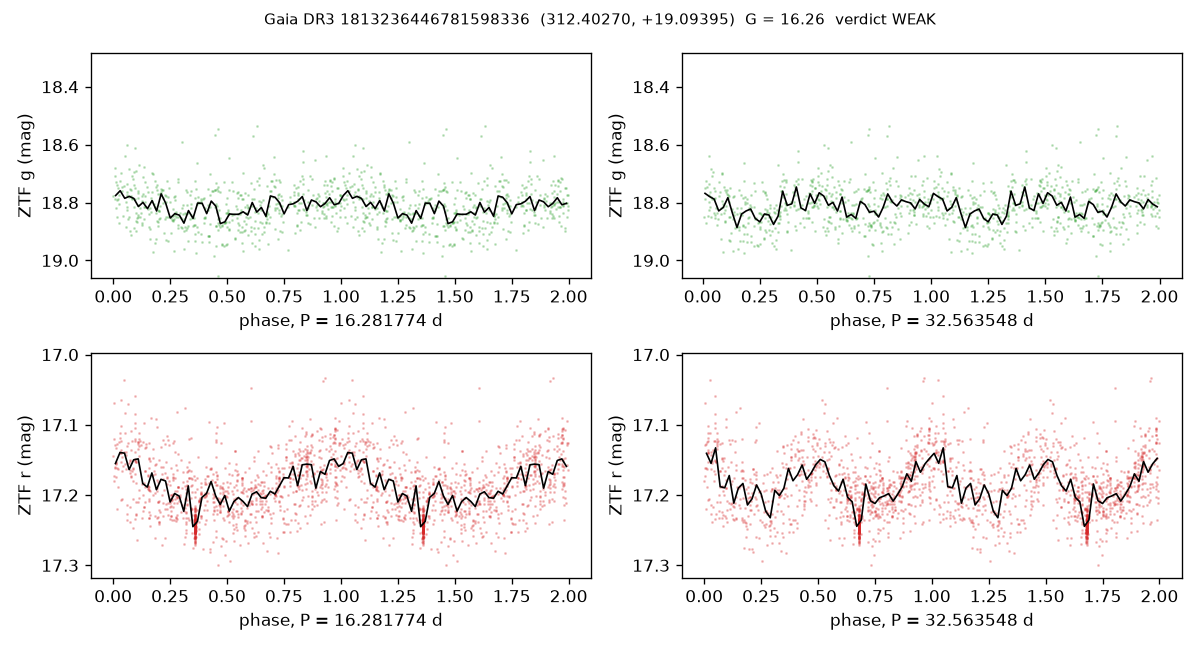 Gaia DR3 1813236446781598336  (312.40270, +19.09395)  G = 16.26  verdict WEAK
ZTF g (mag)
18.4
18.6
18.8
19.0
0.00 0.25 0.50 0.75 1.00 1.25 1.50 1.75 2.00
phase, P = 16.281774 d
ZTF g (mag)
18.4
18.6
18.8
19.0
0.00 0.25 0.50 0.75 1.00 1.25 1.50 1.75 2.00
phase, P = 32.563548 d
ZTF r (mag)
17.0
17.1
17.2
17.3
0.00 0.25 0.50 0.75 1.00 1.25 1.50 1.75 2.00
phase, P = 16.281774 d
ZTF r (mag)
17.0
17.1
17.2
17.3
0.00 0.25 0.50 0.75 1.00 1.25 1.50 1.75 2.00
phase, P = 32.563548 d